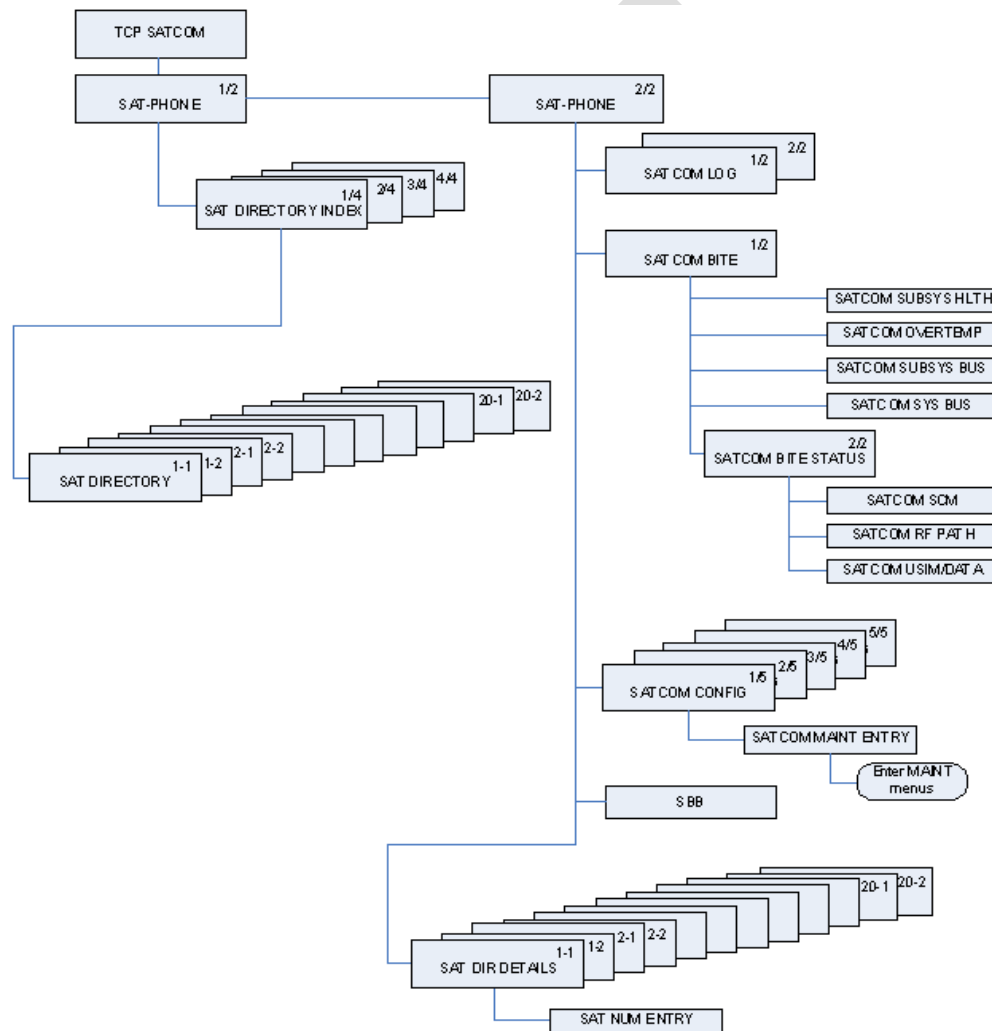 TCP SATCOM
1/2
SAT-PHONE
2/2
SAT-PHONE
2/2
1/2
SATCOM LOG
4/4
3/4
2/4
1/4
SAT DIRECTORY INDEX
1/2
SATCOM BITE
SATCOM SUBSYS HLTH
SATCOM OVERTEMP
SATCOM SUBSYS BUS
SATCOM SYS BUS
20-2
20-1
2-2
2-1
1-2
1-1
SAT DIRECTORY
2/2
SATCOM BITE STATUS
SATCOM SCM
SATCOM RF PATH
SATCOM USIM/DATA
5/5
4/5
3/5
2/5
1/5
SATCOM CONFIG
SATCOM MAINT ENTRY
Enter MAINT
menus
SBB
20-2
20-1
2-2
2-1
1-2
1-1
SAT DIR DETAILS
SAT NUM ENTRY